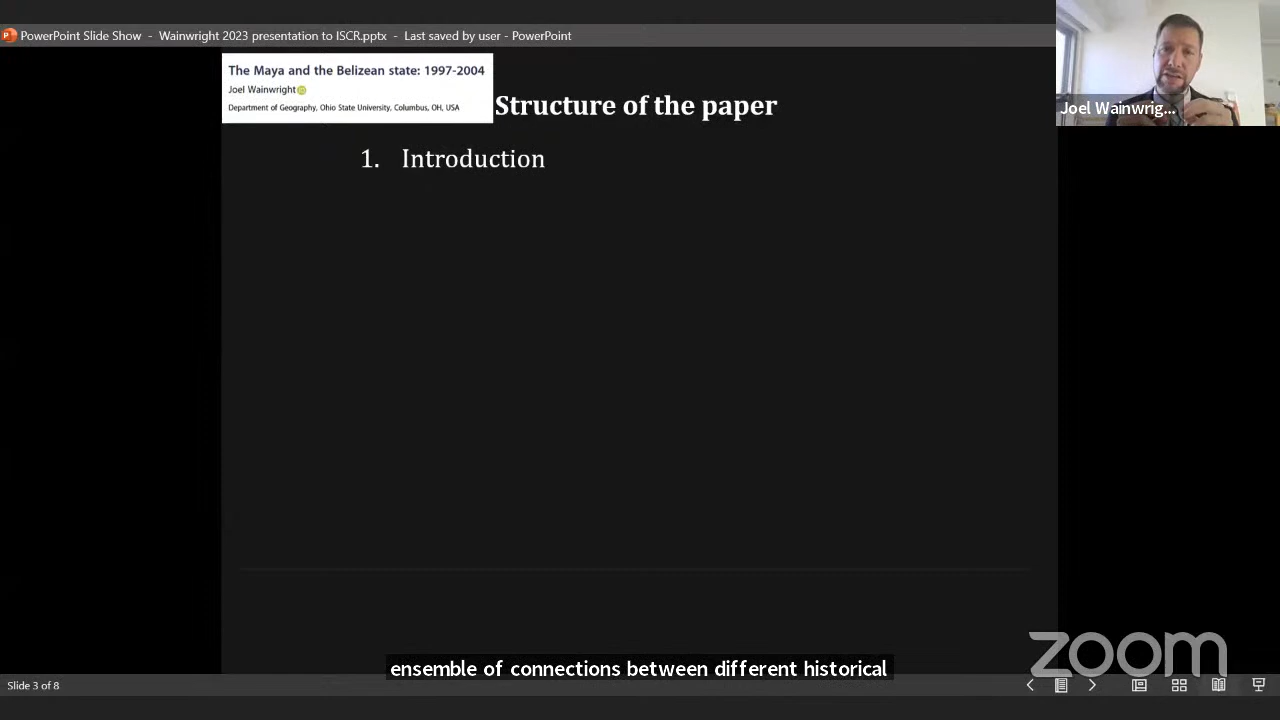 PowerPoint Slide Show - Wainwright 2023 presentation to ISCR.pptx - Last saved by user - PowerPoint
The Maya and the Belizean state: 1997-2004
Joel Wainwright
Department of Geography, Ohio State University, Columbus, OH, USA
Structure of the paper
Joel Wainwrig...
1. Introduction
ensemble of connections between different historical
zoom
Slide 3 of 8